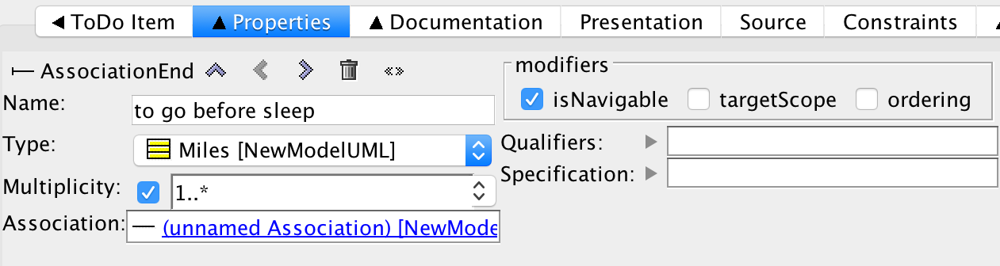 ToDo Item Properties Documentation Presentation Source Constraints
AssociationEnd
Name: to go before sleep
Type: Miles [NewModelUML]
Multiplicity: 1..*
Association: (unnamed Association) [NewMode
modifiers
isNavigable targetScope ordering
Qualifiers:
Specification: